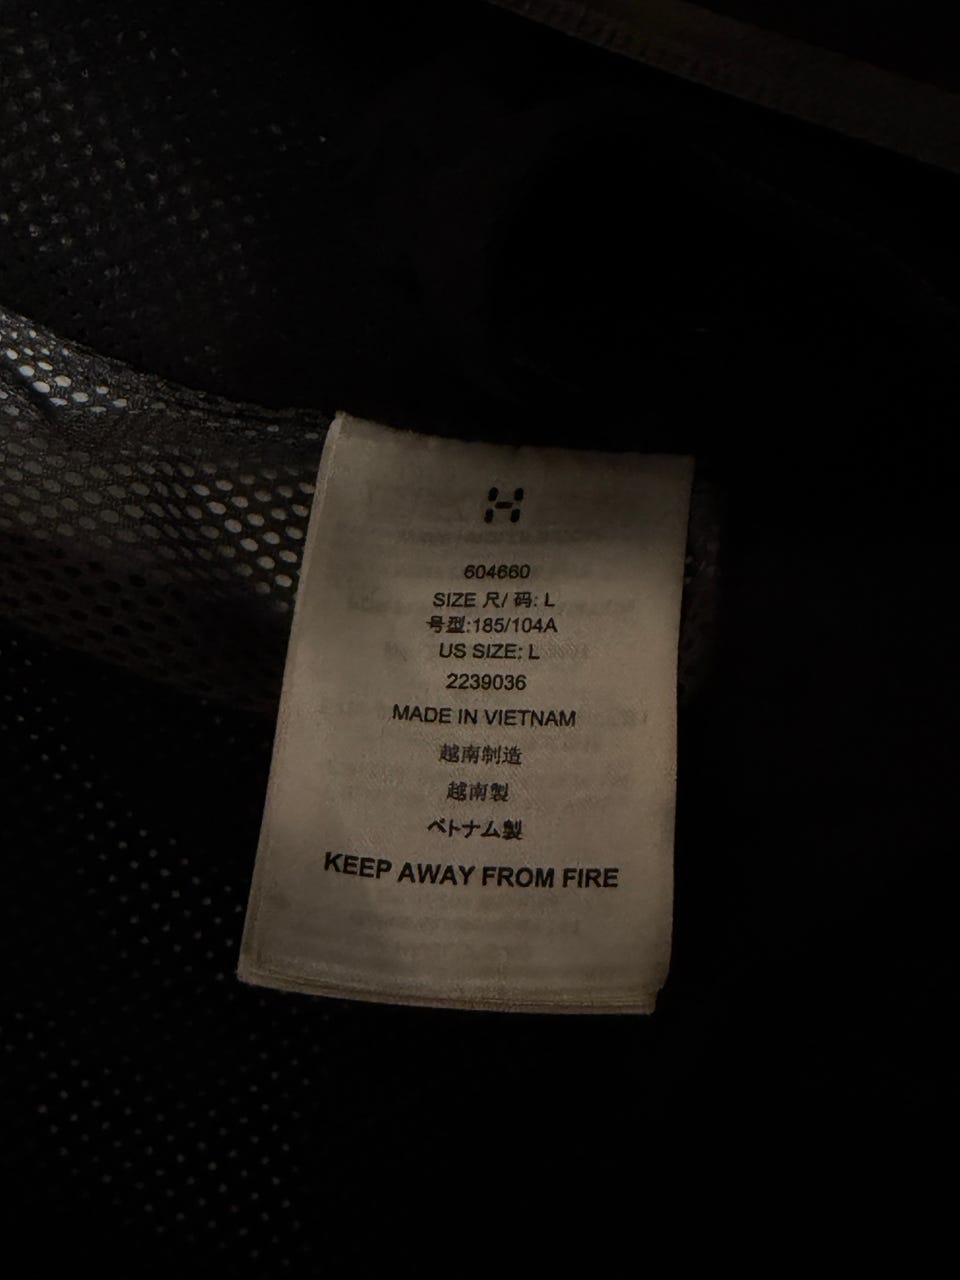 604660
SIZE 尺/ 码: L
号型:185/104A
US SIZE: L
2239036
MADE IN VIETNAM
越南制造
越南製
ベトナム製
KEEP AWAY FROM FIRE